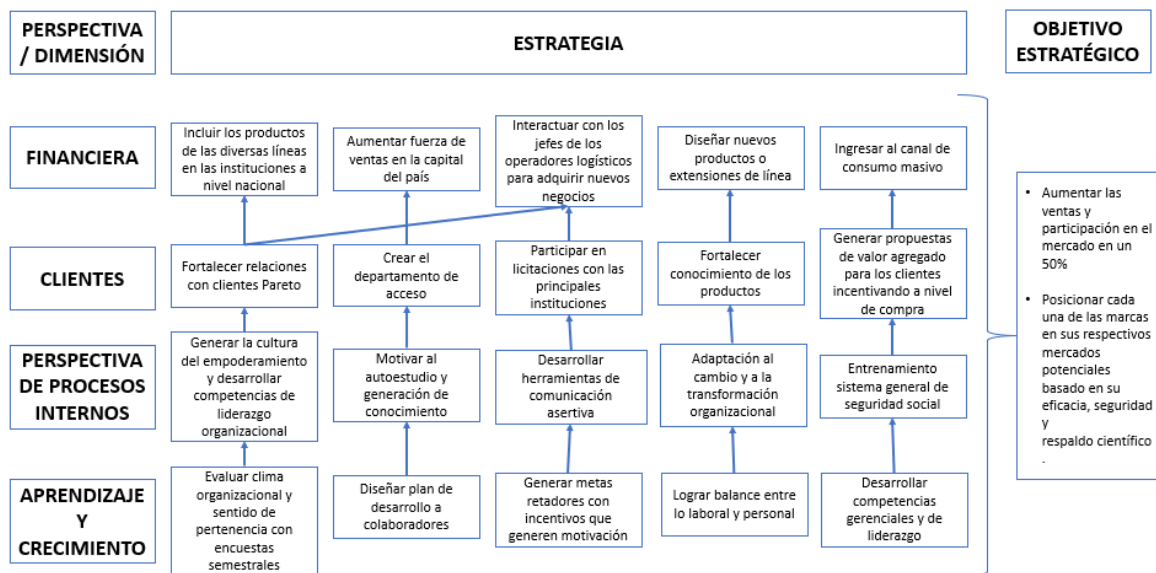 PERSPECTIVA
/ DIMENSIÓN
ESTRATEGIA
OBJETIVO
ESTRATÉGICO
FINANCIERA
Incluir los productos
de las diversas líneas
en las instituciones a
nivel nacional
Aumentar fuerza de
ventas en la capital
del país
Interactuar con los
jefes de los
operadores logísticos
para adquirir nuevos
negocios
Diseñar nuevos
productos o
extensiones de línea
Ingresar al canal de
consumo masivo
CLIENTES
Fortalecer relaciones
con clientes Pareto
Crear el
departamento de
acceso
Participar en
licitaciones con las
principales
instituciones
Fortalecer
conocimiento de los
productos
Generar propuestas
de valor agregado
para los clientes
incentivando a nivel
de compra
PERSPECTIVA
DE PROCESOS
INTERNOS
Generar la cultura
del empoderamiento
y desarrollar
competencias de
liderazgo
organizacional
Motivar al
autoestudio y
generación de
conocimiento
Desarrollar
herramientas de
comunicación
asertiva
Adaptación al
cambio y a la
transformación
organizacional
Entrenamiento
sistema general de
seguridad social
APRENDIZAJE
Y
CRECIMIENTO
Evaluar clima
organizacional y
sentido de
pertenencia con
encuestas
semestrales
Diseñar plan de
desarrollo a
colaboradores
Generar metas
retadores con
incentivos que
generen motivación
Lograr balance entre
lo laboral y personal
Desarrollar
competencias
gerenciales y de
liderazgo
• Aumentar las
ventas y
participación en el
mercado en un
50%
• Posicionar cada
una de las marcas
en sus respectivos
mercados
potenciales
basado en su
eficacia, seguridad
y
respaldo científico
.